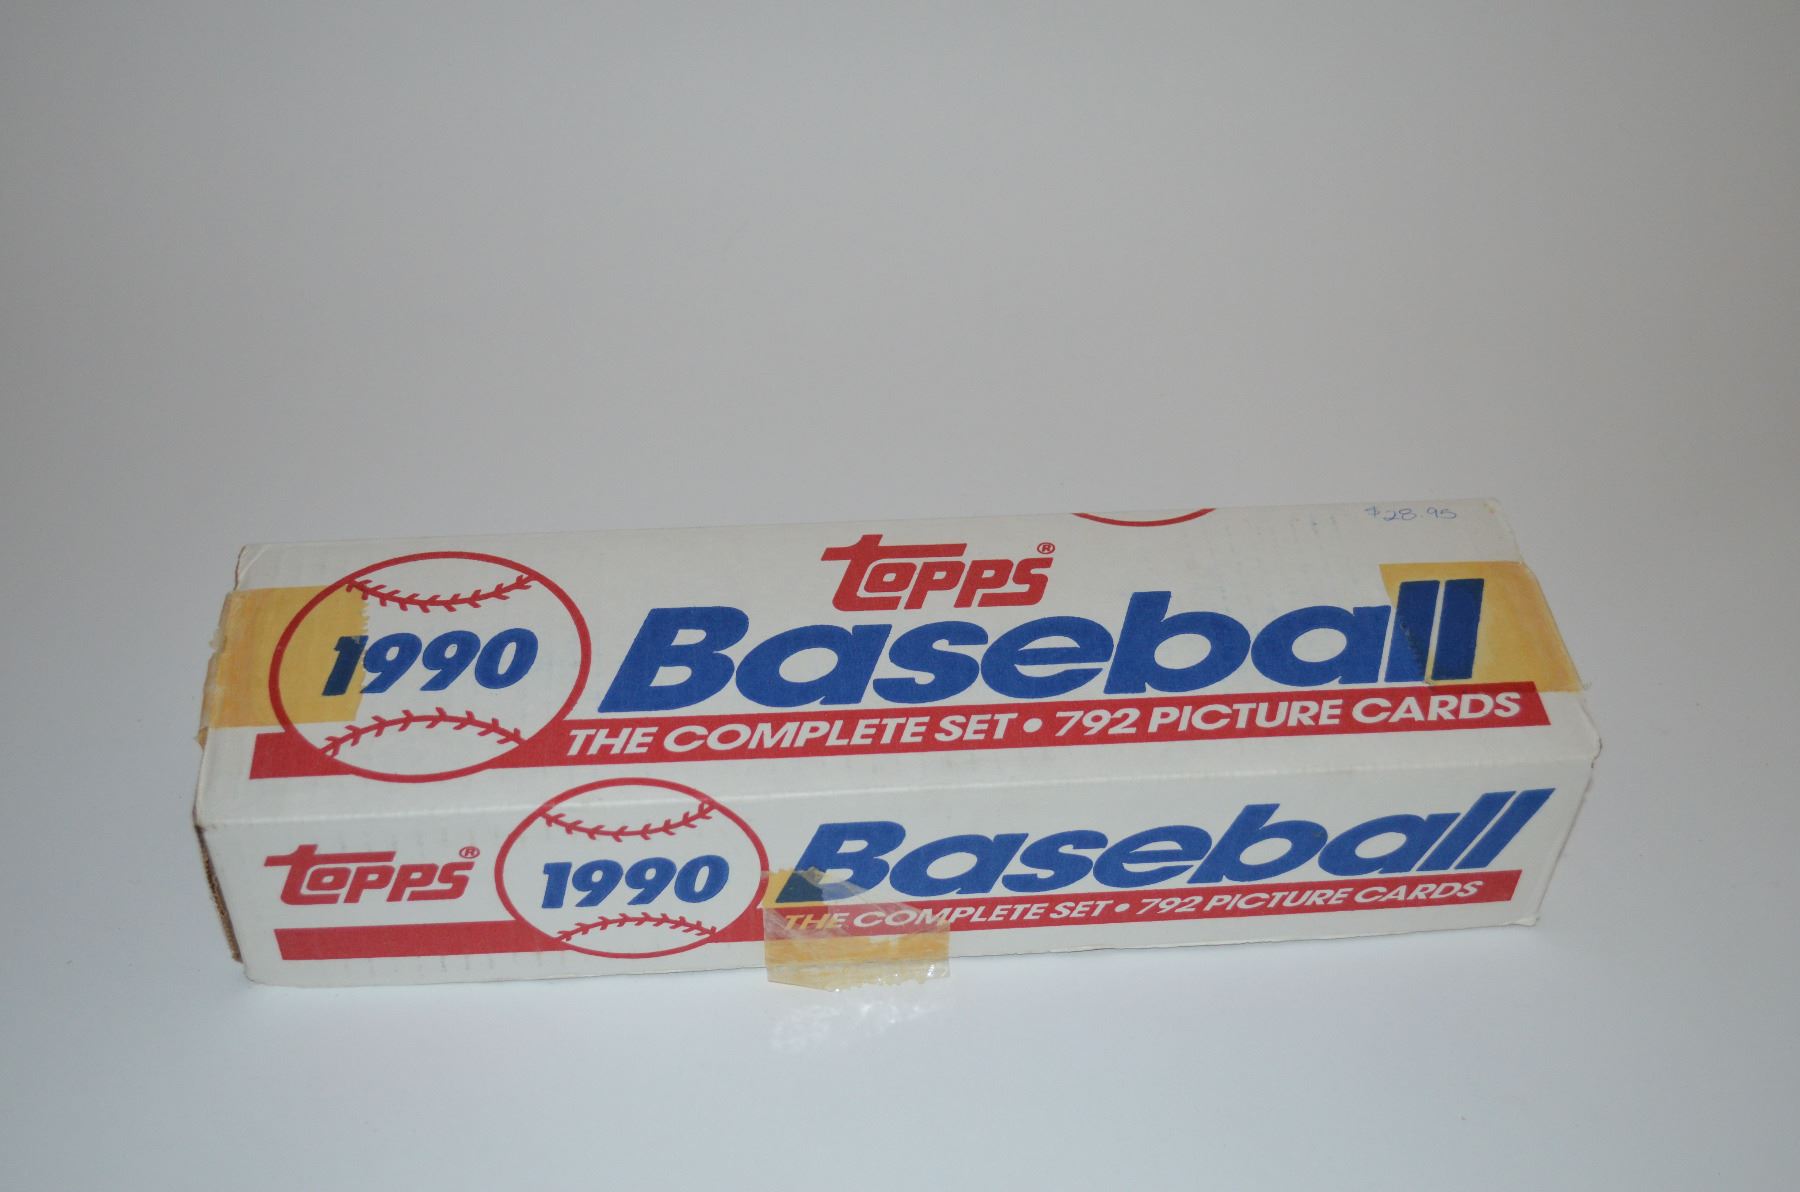 $28.95
Topps®
1990
Baseball
THE COMPLETE SET • 792 PICTURE CARDS
Topps®
1990
Baseball
THE COMPLETE SET • 792 PICTURE CARDS